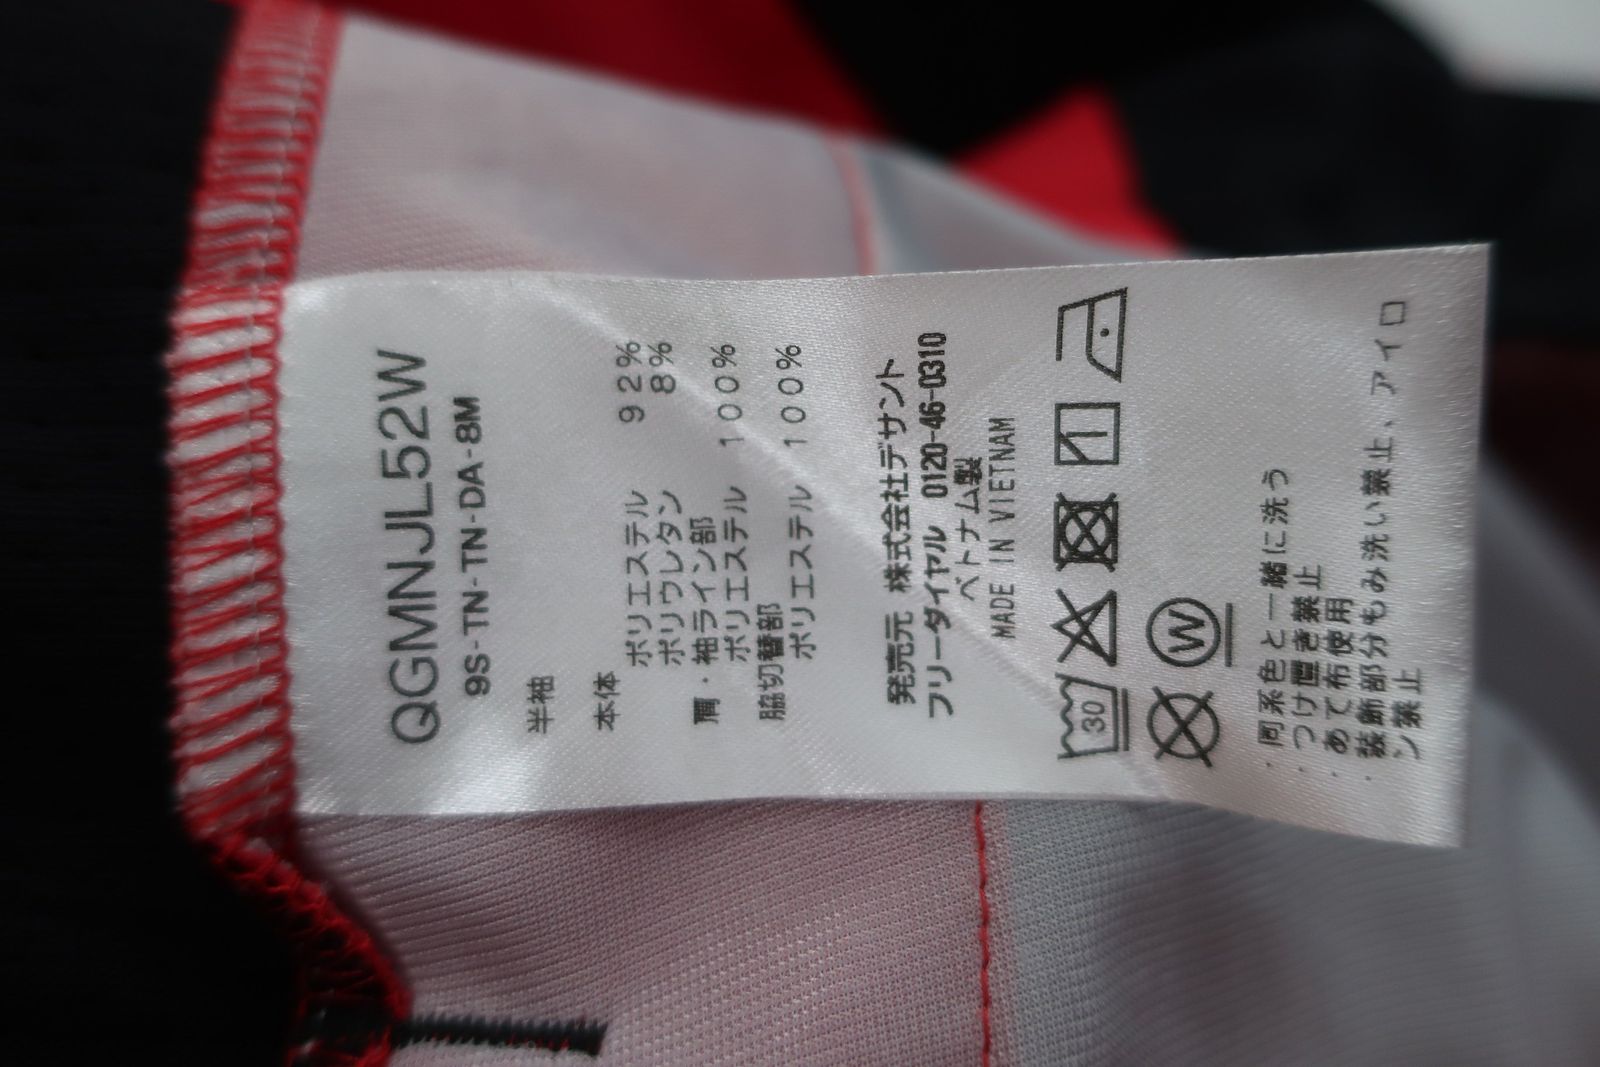 QGMNJL52W
9S-TN-TN-DA-8M
半袖
本体
ポリエステル 92%
ポリウレタン 8%
肩・袖ライン部
ポリエステル 100%
脇切替部
ポリエステル 100%
発売元 株式会社デサント
フリーダイヤル 0120-46-0310
ベトナム製
MADE IN VIETNAM
30
W
・同系色と一緒に洗う
・つけ置き禁止
・あて布使用
・装飾部分もみ洗い禁止、アイロ
ン禁止